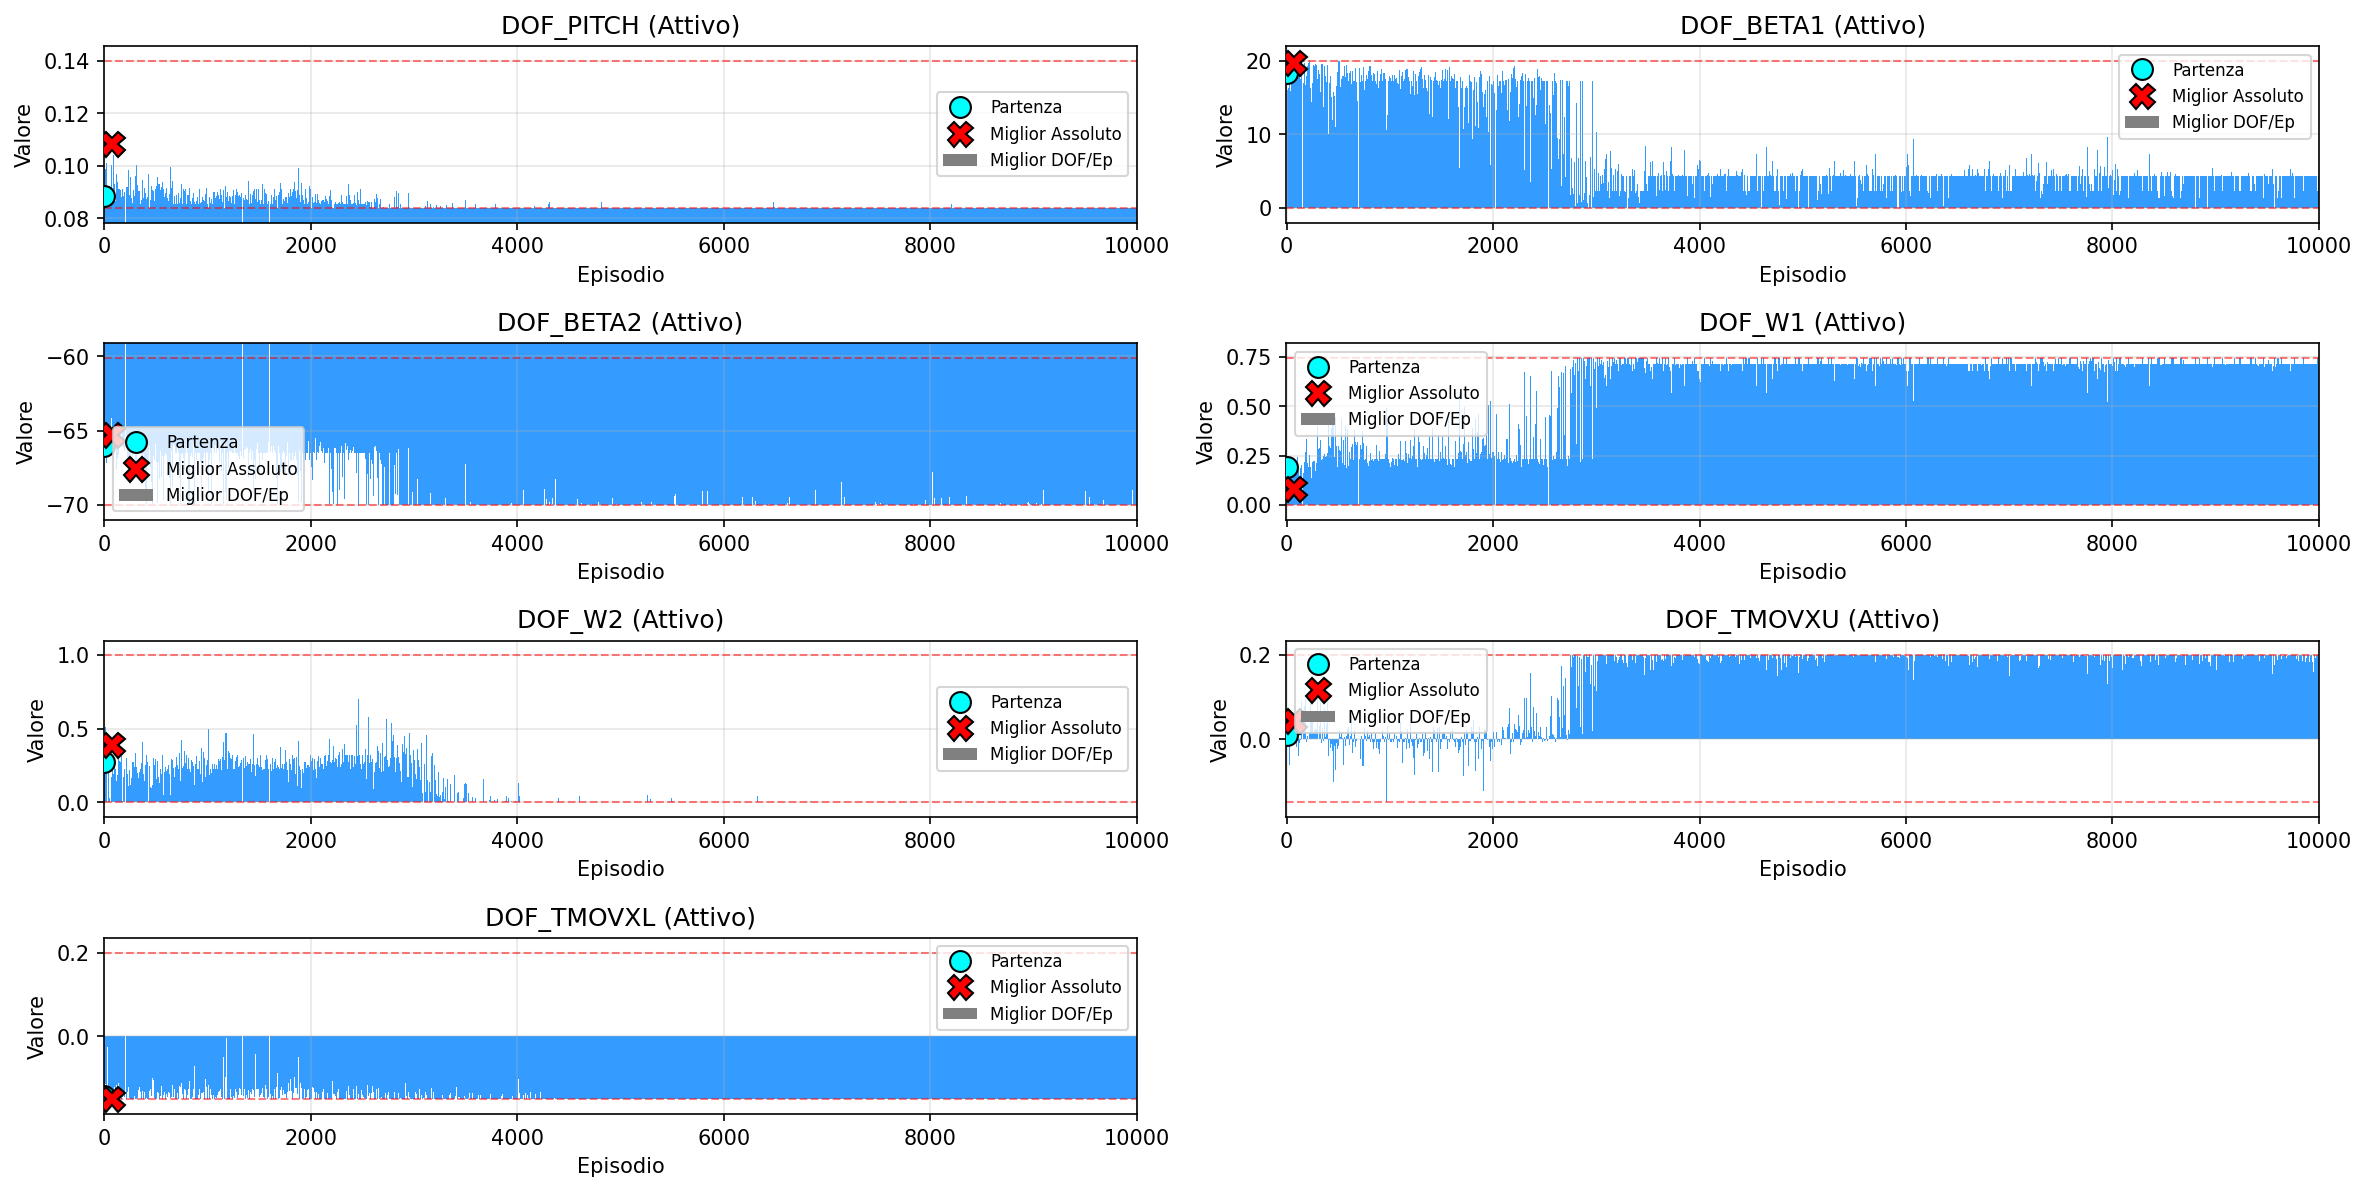 DOF_PITCH (Attivo)
0.14
0.12
0.10
0.08
Valore
Partenza
Miglior Assoluto
Miglior DOF/Ep
0 2000 4000 6000 8000 10000
Episodio
DOF_BETA1 (Attivo)
20
10
0
Valore
Partenza
Miglior Assoluto
Miglior DOF/Ep
0 2000 4000 6000 8000 10000
Episodio
DOF_BETA2 (Attivo)
−60
−65
−70
Valore
Partenza
Miglior Assoluto
Miglior DOF/Ep
0 2000 4000 6000 8000 10000
Episodio
DOF_W1 (Attivo)
0.75
0.50
0.25
0.00
Valore
Partenza
Miglior Assoluto
Miglior DOF/Ep
0 2000 4000 6000 8000 10000
Episodio
DOF_W2 (Attivo)
1.0
0.5
0.0
Valore
Partenza
Miglior Assoluto
Miglior DOF/Ep
0 2000 4000 6000 8000 10000
Episodio
DOF_TMOVXU (Attivo)
0.2
0.0
Valore
Partenza
Miglior Assoluto
Miglior DOF/Ep
0 2000 4000 6000 8000 10000
Episodio
DOF_TMOVXL (Attivo)
0.2
0.0
Valore
Partenza
Miglior Assoluto
Miglior DOF/Ep
0 2000 4000 6000 8000 10000
Episodio